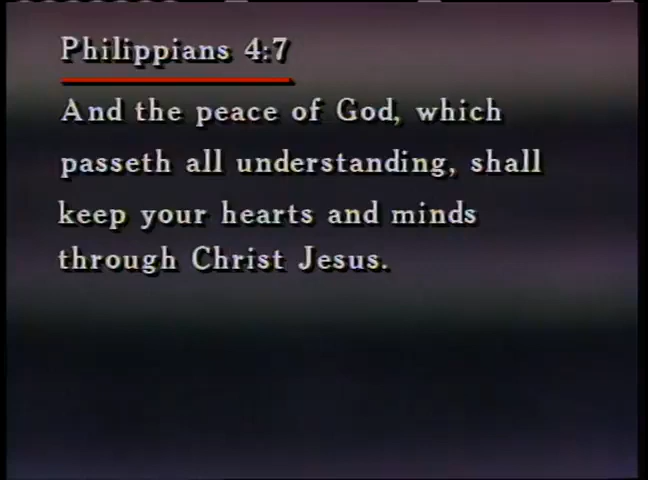 Philippians 4:7
And the peace of God, which
passeth all understanding, shall
keep your hearts and minds
through Christ Jesus.